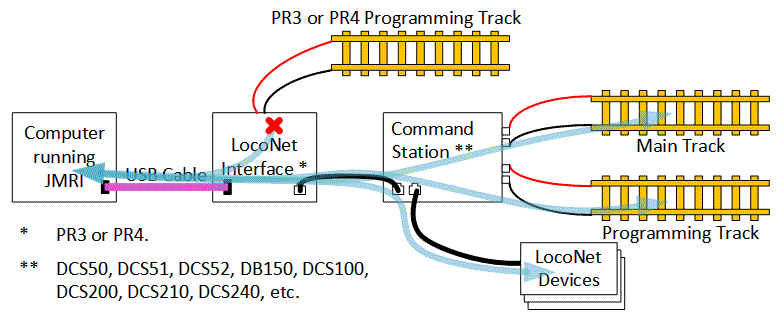 PR3 or PR4 Programming Track
Computer
running
JMRI
USB Cable
LocoNet
Interface *
Command
Station **
Main Track
Programming Track
LocoNet
Devices
* PR3 or PR4.
** DCS50, DCS51, DCS52, DB150, DCS100,
DCS200, DCS210, DCS240, etc.